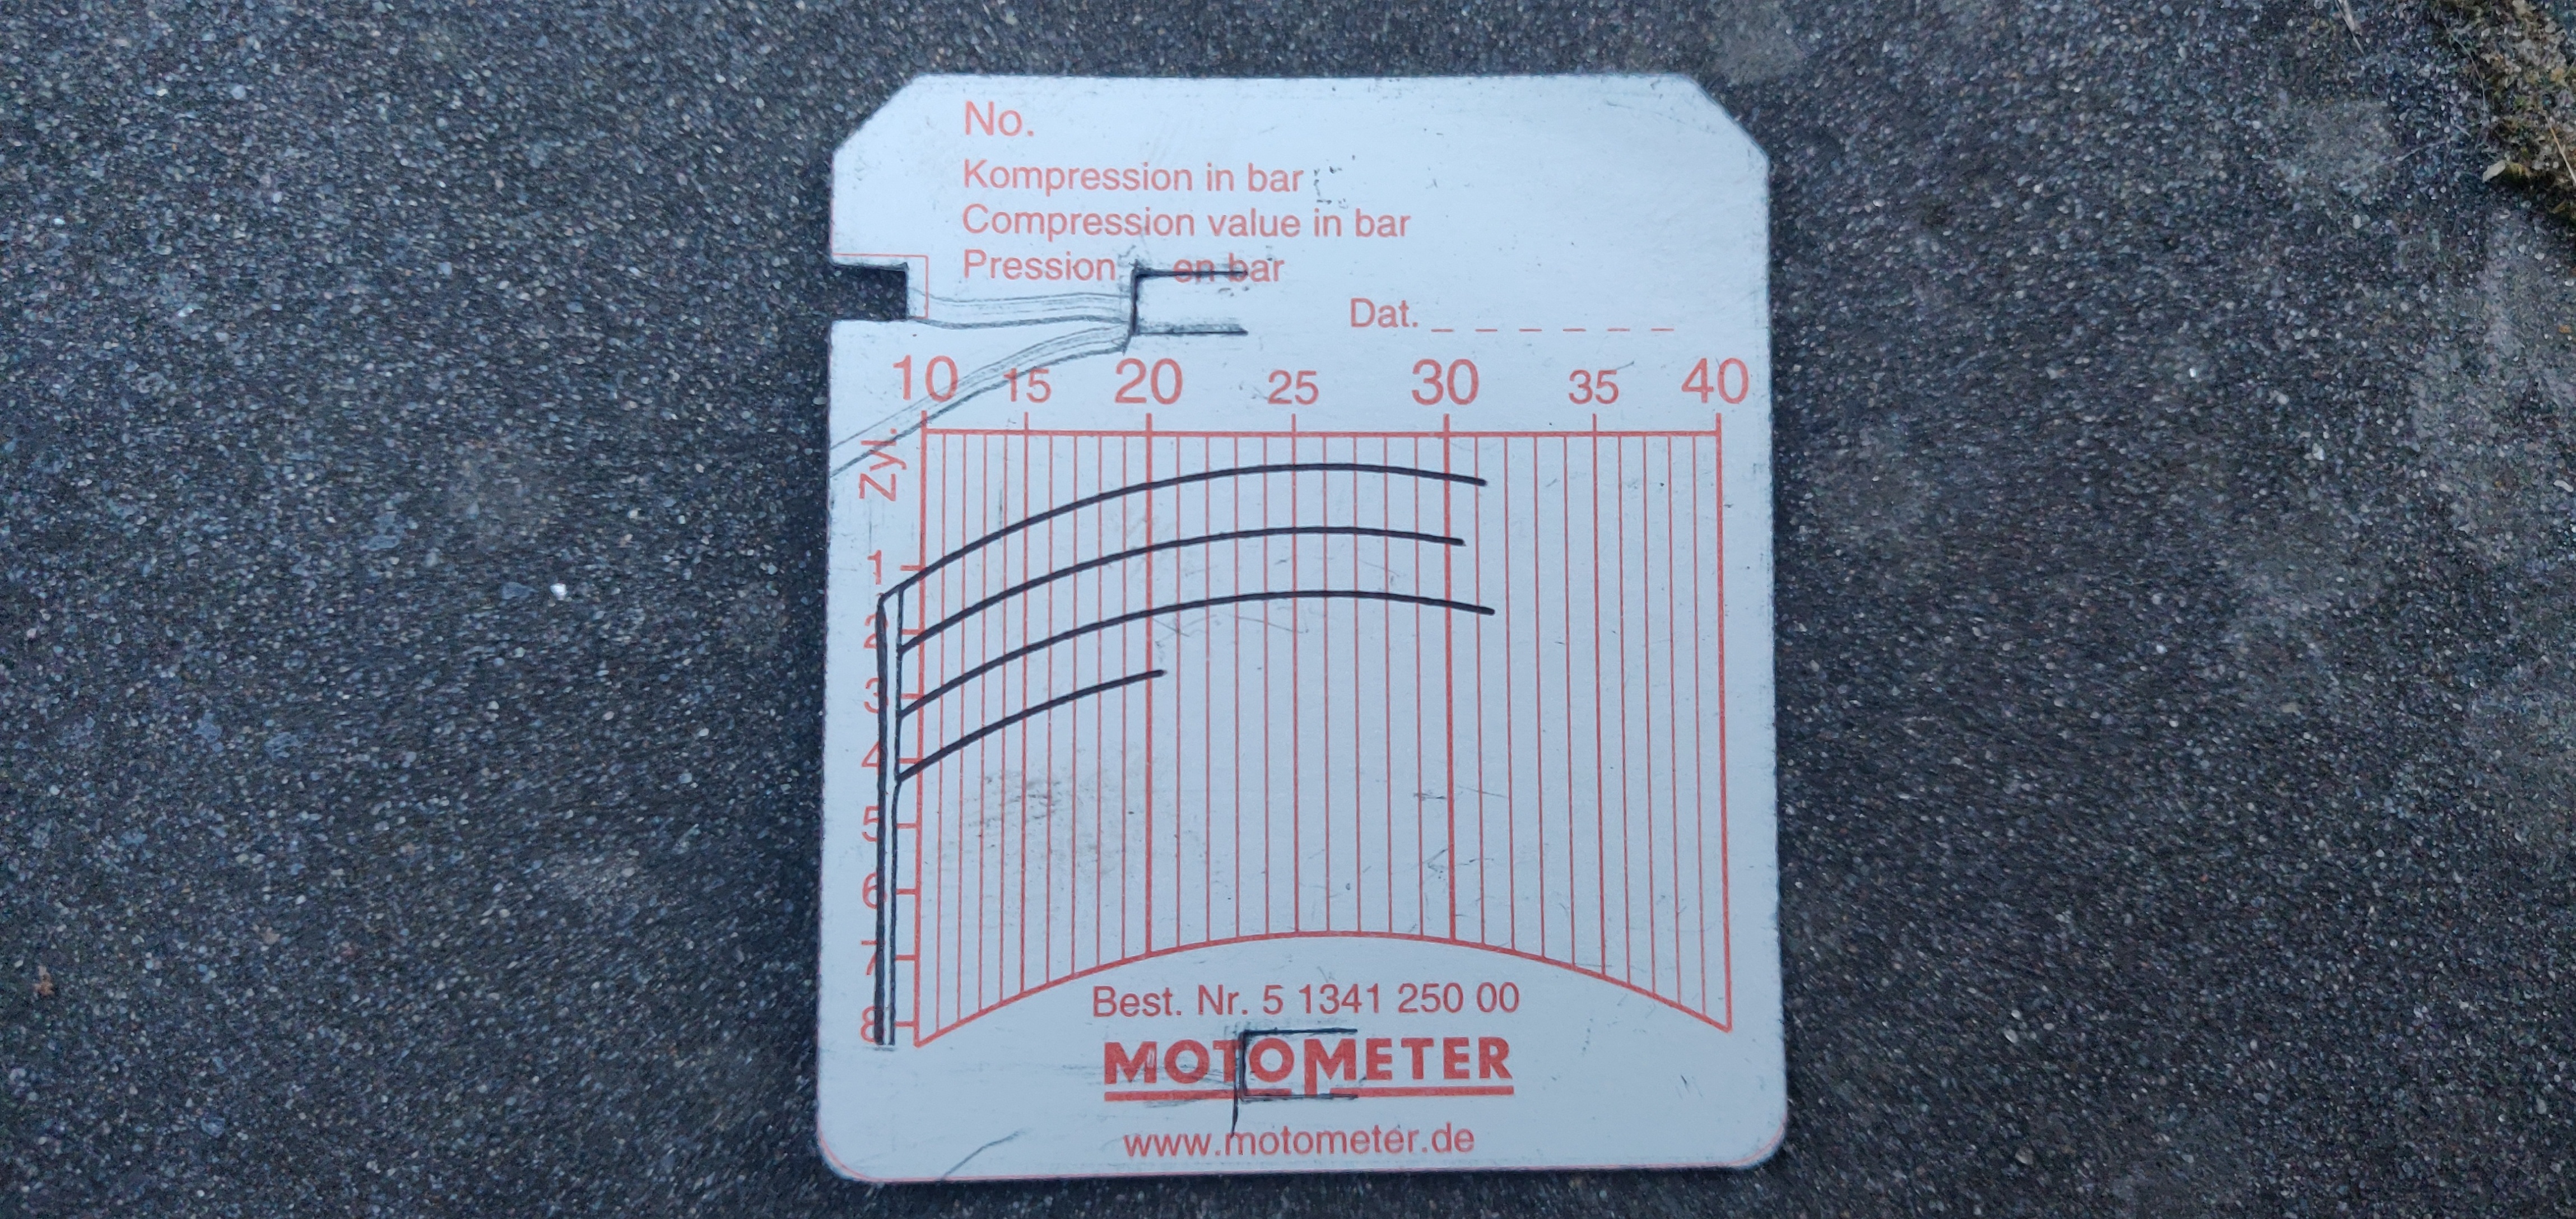 No.
Kompression in bar
Compression value in bar
Pression en bar
Dat. _ _ _ _ _ _
10 15 20 25 30 35 40
Zyl.
1
2
3
4
5
6
7
8
Best. Nr. 5 1341 250 00
MOTOMETER
www.motometer.de